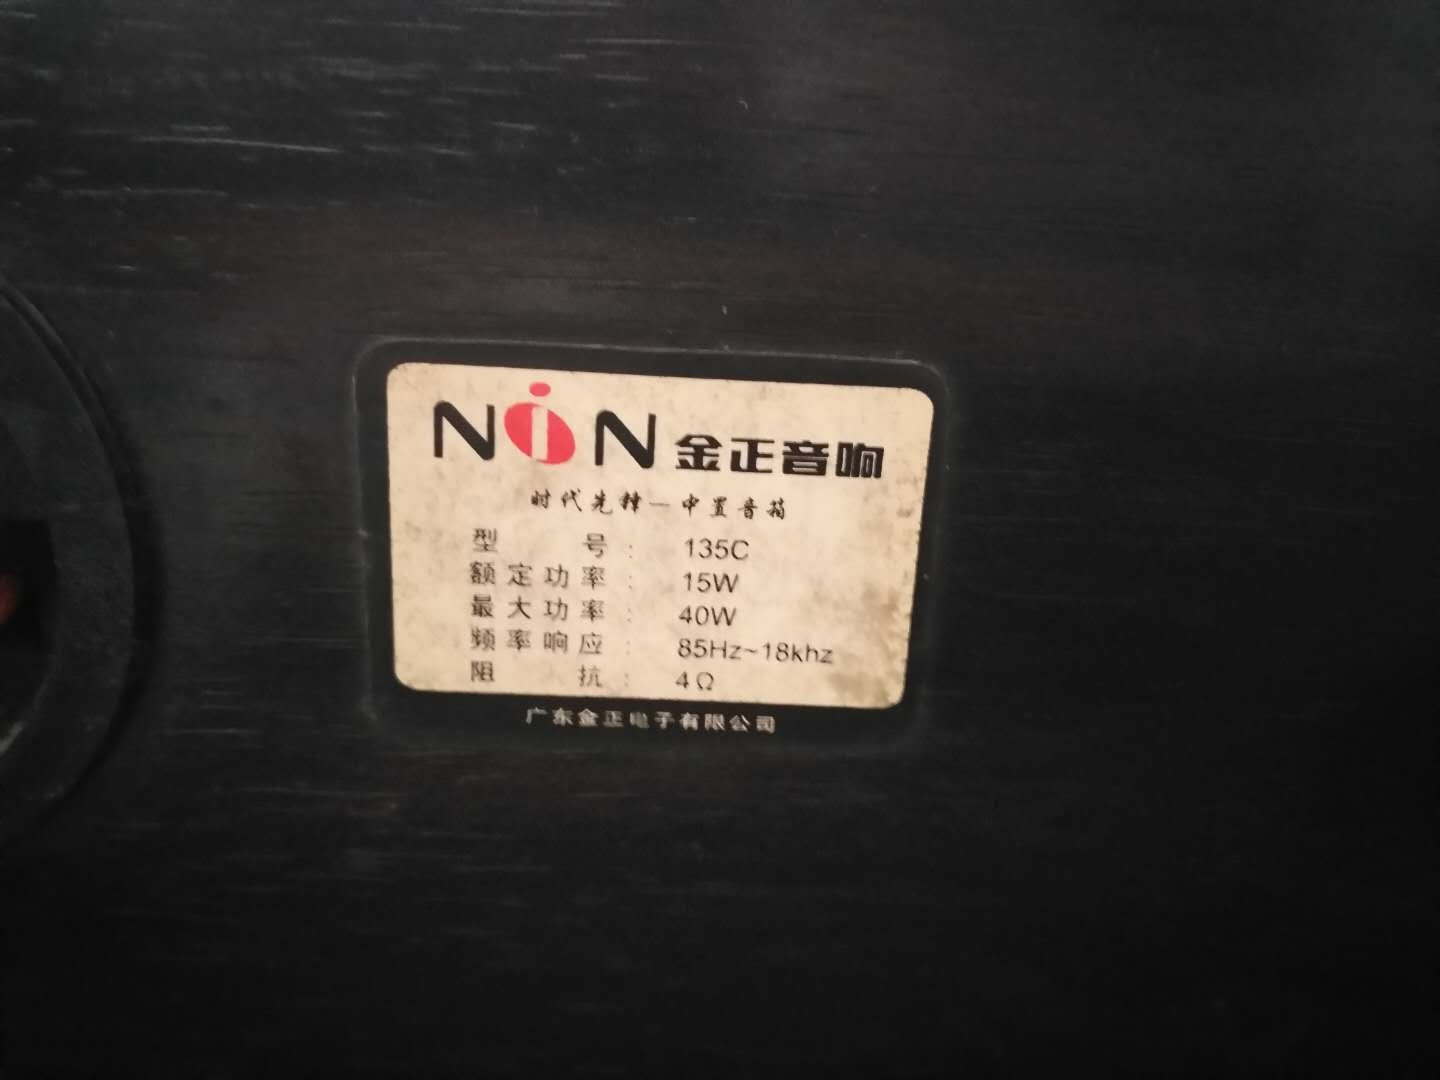 NiN 金正音响
时代先锋—中置音箱
型 号： 135C
额定功率： 15W
最大功率： 40W
频率响应： 85Hz~18khz
阻 抗： 4Ω
广东金正电子有限公司